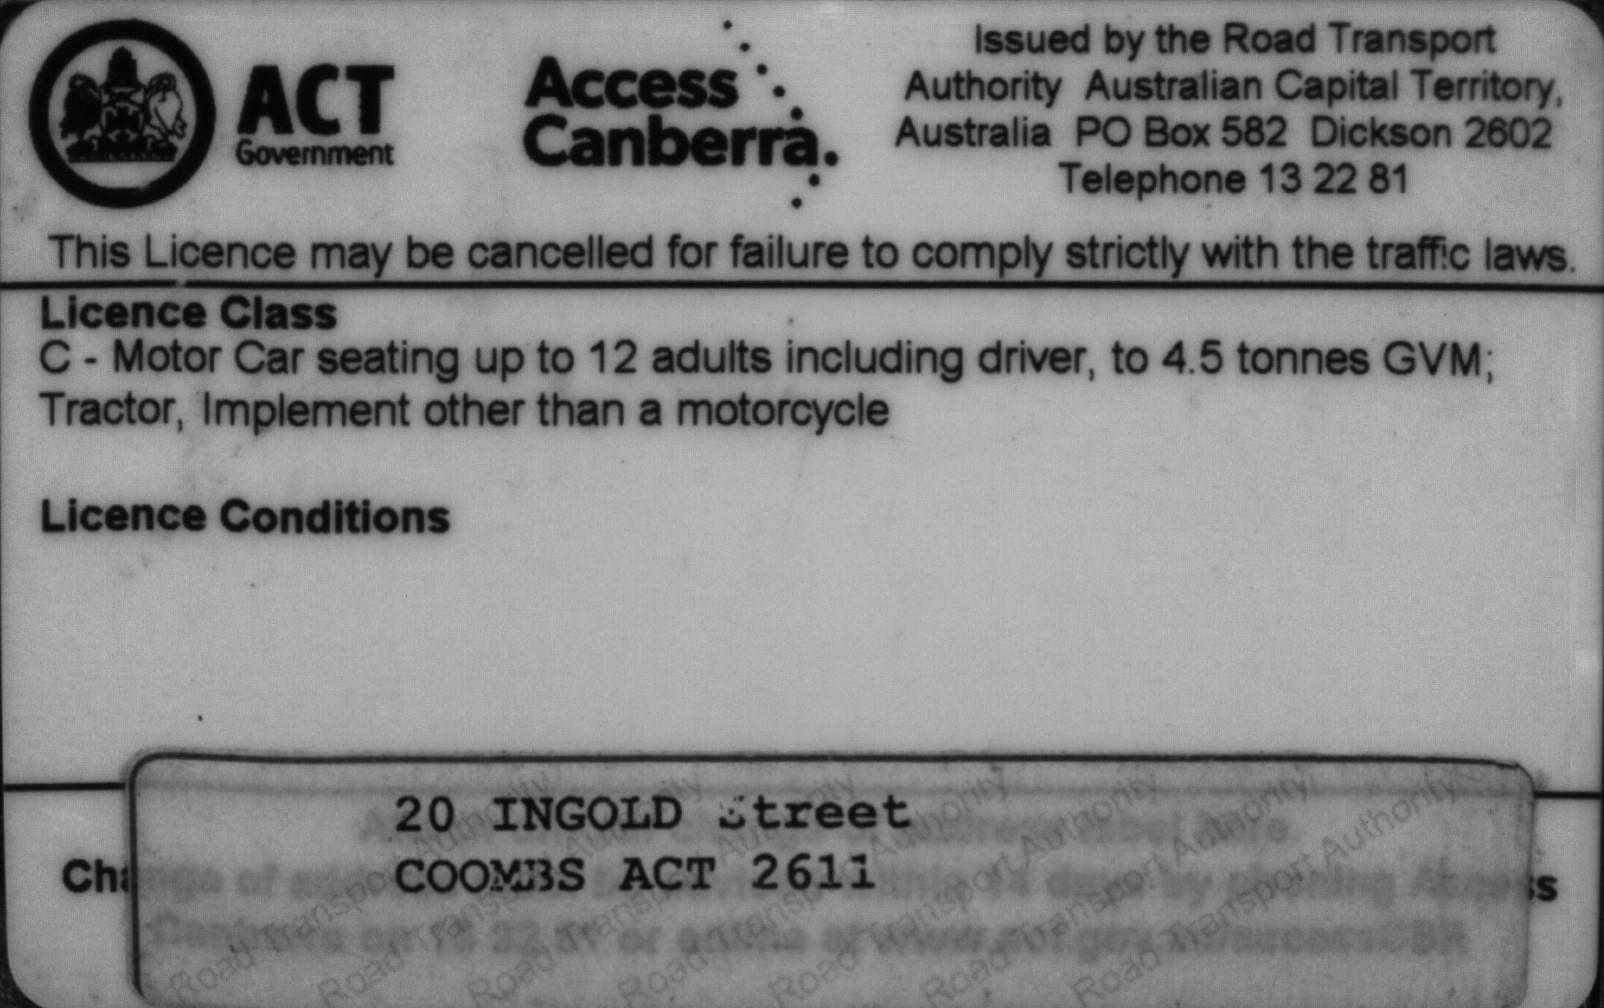 ACT
Government
Access
Canberra.
Issued by the Road Transport
Authority Australian Capital Territory,
Australia PO Box 582 Dickson 2602
Telephone 13 22 81
This Licence may be cancelled for failure to comply strictly with the traffic laws.
Licence Class
C - Motor Car seating up to 12 adults including driver, to 4.5 tonnes GVM;
Tractor, Implement other than a motorcycle
Licence Conditions
20 INGOLD Street
COOMBS ACT 2611
Road Transport Authority Road Transport Authority Road Transport Authority Road Transport Authority Road Transport Authority Road Transport Authority Road Transport Authority